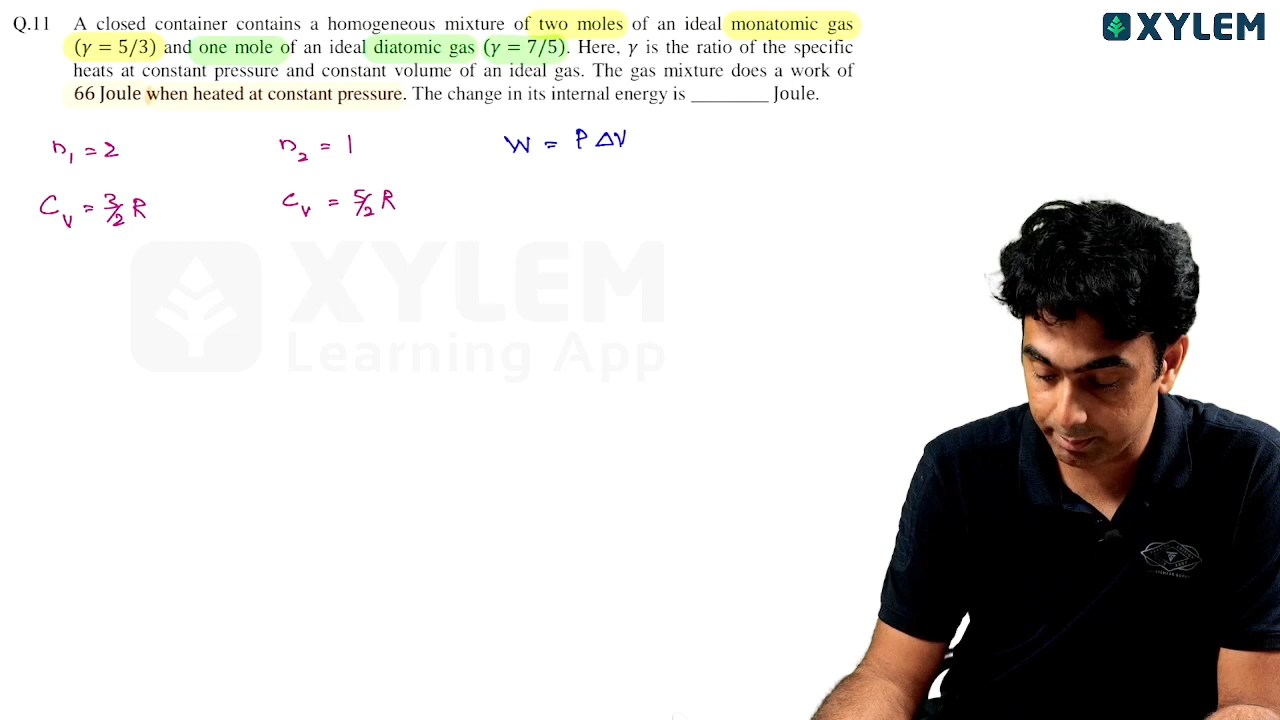 Q.11 A closed container contains a homogeneous mixture of two moles of an ideal monatomic gas
(γ = 5/3) and one mole of an ideal diatomic gas (γ = 7/5). Here, γ is the ratio of the specific
heats at constant pressure and constant volume of an ideal gas. The gas mixture does a work of
66 Joule when heated at constant pressure. The change in its internal energy is ________ Joule.
XYLEM
n₁ = 2 n₂ = 1 W = P ΔV
C_V = 3/2 R C_V = 5/2 R
XYLEM
Learning App